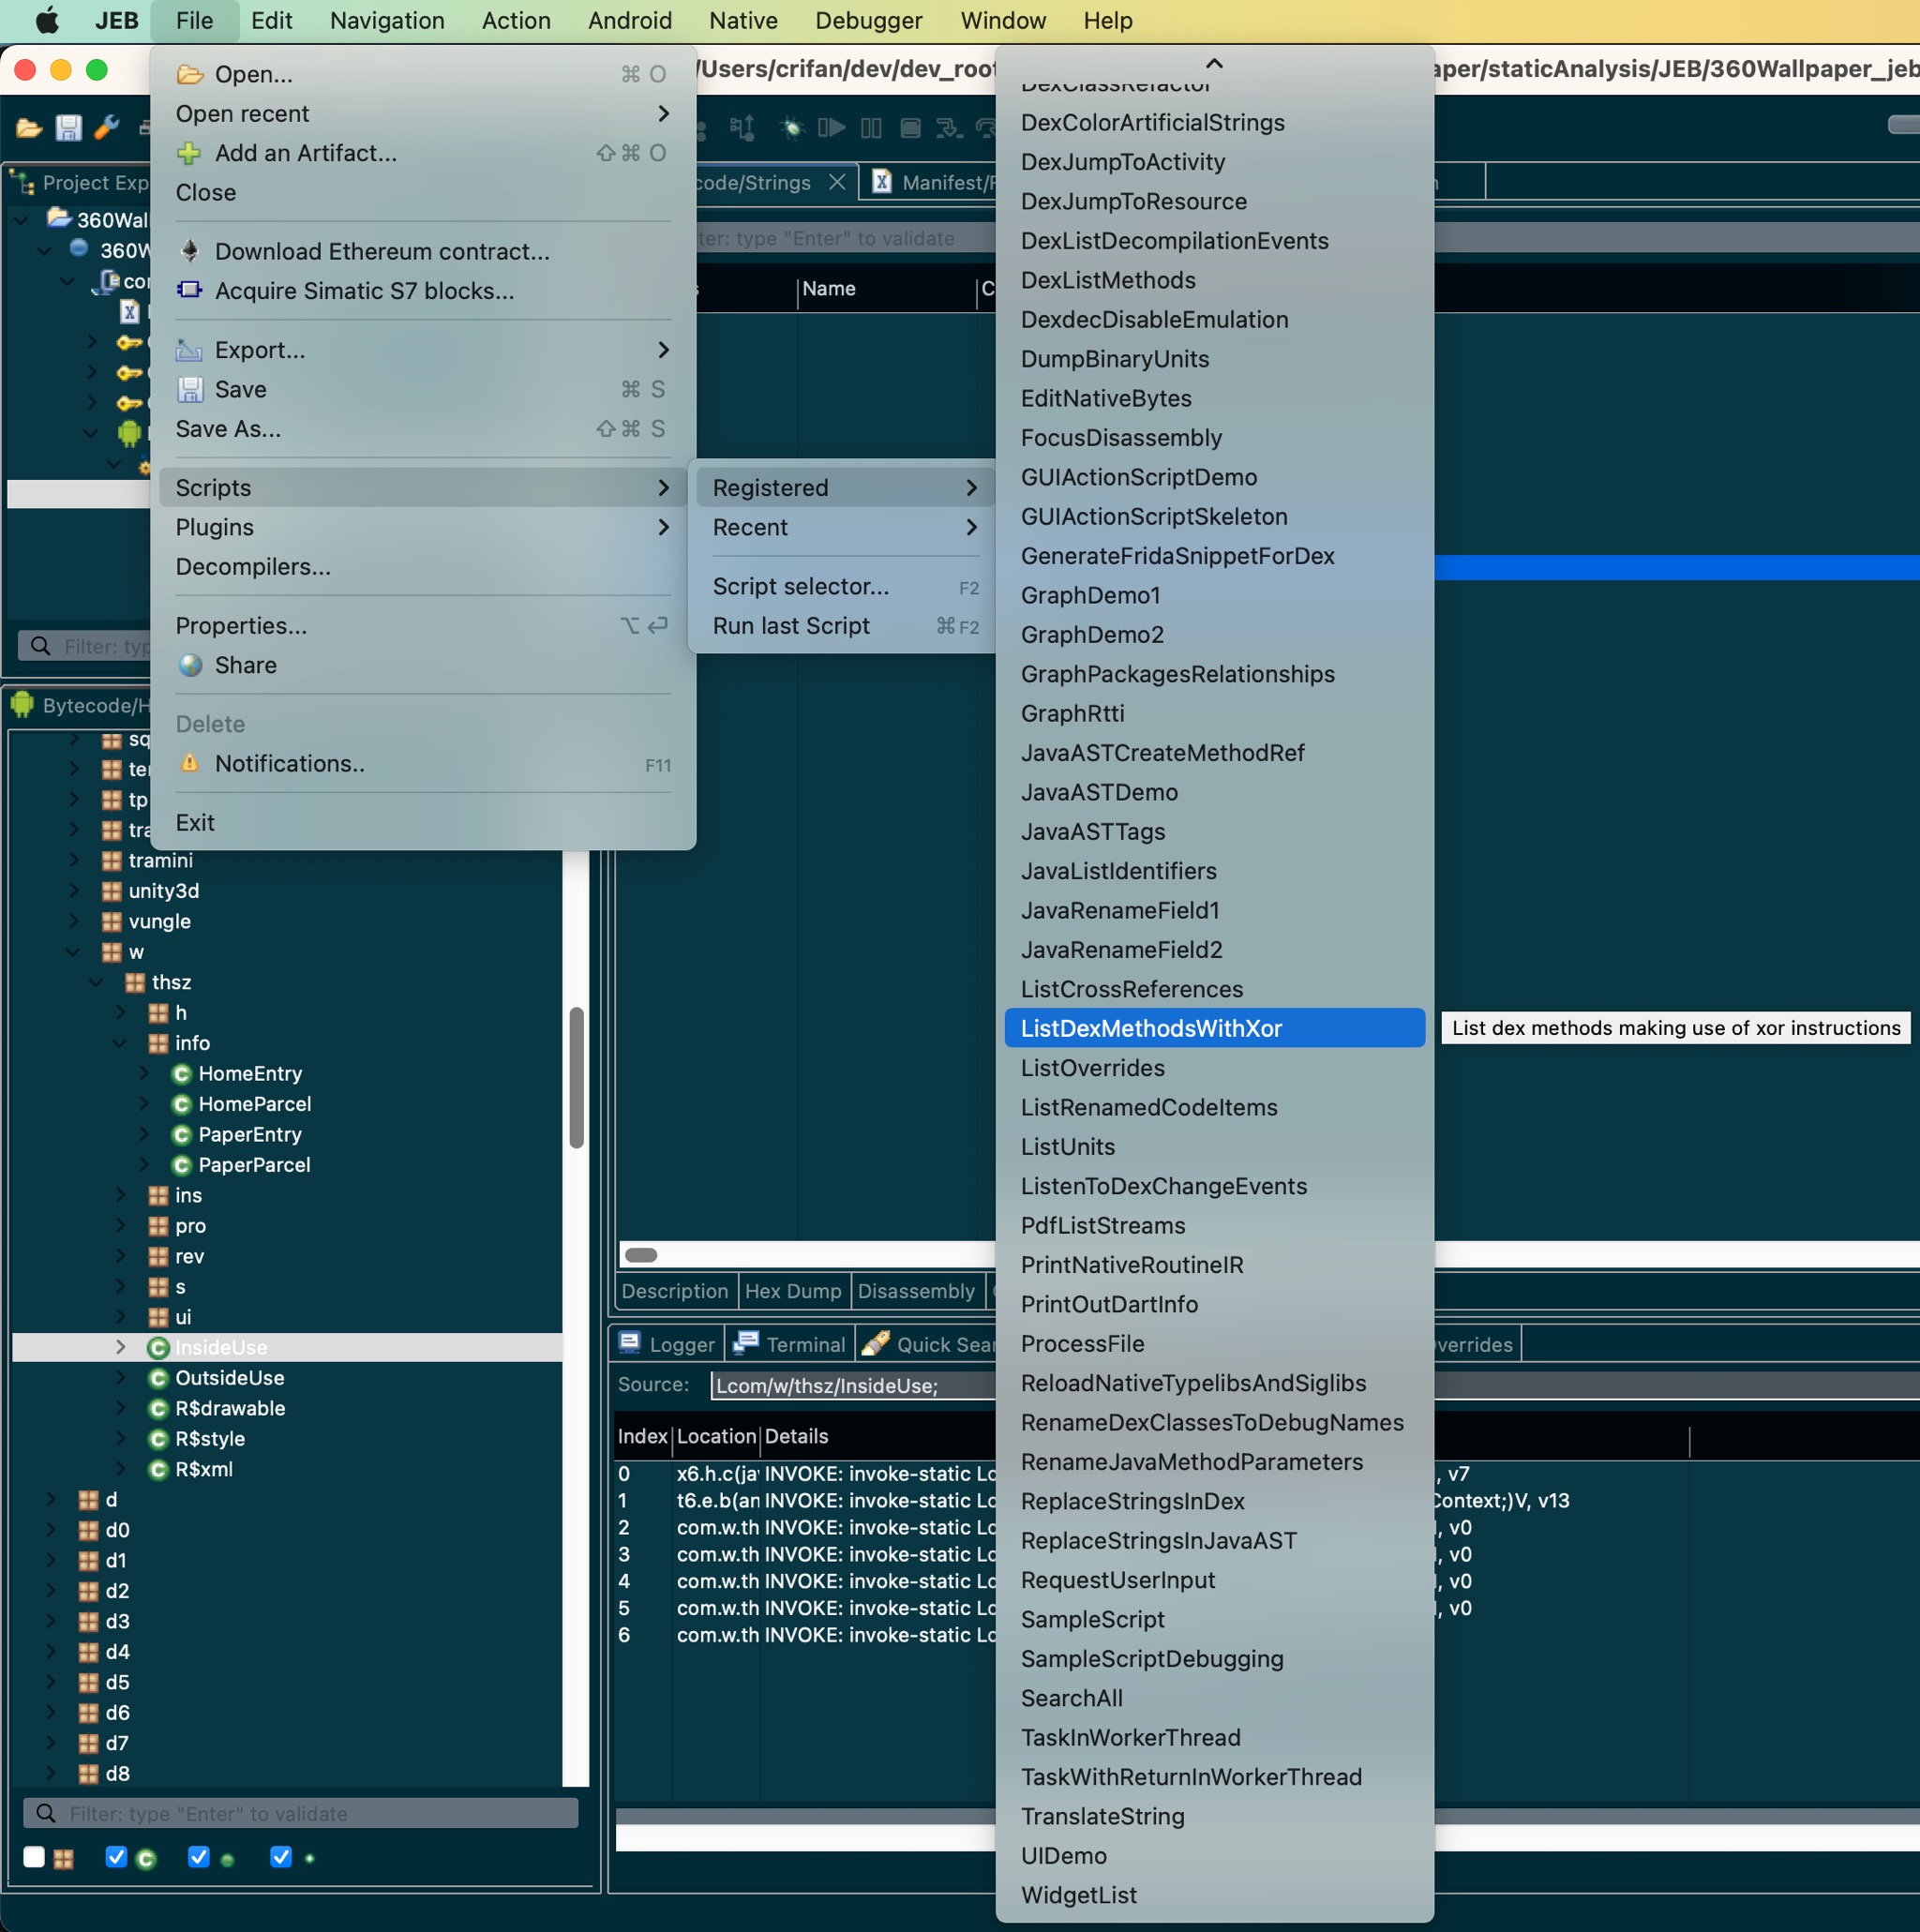 JEB File Edit Navigation Action Android Native Debugger Window Help
/Users/crifan/dev/dev_root
aper/staticAnalysis/JEB/360Wallpaper_jeb
Open... ⌘ O
Open recent
Add an Artifact... ⇧⌘ O
Close
Download Ethereum contract...
Acquire Simatic S7 blocks...
Export...
Save ⌘ S
Save As... ⇧⌘ S
Scripts
Plugins
Decompilers...
Properties... ⌥ ↩
Share
Delete
Notifications.. F11
Exit
Registered
Recent
Script selector... F2
Run last Script ⌘F2
DexClassRefactor
DexColorArtificialStrings
DexJumpToActivity
DexJumpToResource
DexListDecompilationEvents
DexListMethods
DexdecDisableEmulation
DumpBinaryUnits
EditNativeBytes
FocusDisassembly
GUIActionScriptDemo
GUIActionScriptSkeleton
GenerateFridaSnippetForDex
GraphDemo1
GraphDemo2
GraphPackagesRelationships
GraphRtti
JavaASTCreateMethodRef
JavaASTDemo
JavaASTTags
JavaListIdentifiers
JavaRenameField1
JavaRenameField2
ListCrossReferences
ListDexMethodsWithXor
List dex methods making use of xor instructions
ListOverrides
ListRenamedCodeItems
ListUnits
ListenToDexChangeEvents
PdfListStreams
PrintNativeRoutineIR
PrintOutDartInfo
ProcessFile
ReloadNativeTypelibsAndSiglibs
RenameDexClassesToDebugNames
RenameJavaMethodParameters
ReplaceStringsInDex
ReplaceStringsInJavaAST
RequestUserInput
SampleScript
SampleScriptDebugging
SearchAll
TaskInWorkerThread
TaskWithReturnInWorkerThread
TranslateString
UIDemo
WidgetList
Project Exp
360Wal
360W
cor
Filter: typ
Bytecode/H
sq
ter
tp
tra
tramini
unity3d
vungle
w
thsz
h
info
HomeEntry
HomeParcel
PaperEntry
PaperParcel
ins
pro
rev
s
ui
InsideUse
OutsideUse
R$drawable
R$style
R$xml
d
d0
d1
d2
d3
d4
d5
d6
d7
d8
Filter: type "Enter" to validate
code/Strings
Manifest/F
ter: type "Enter" to validate
s Name C
Description Hex Dump Disassembly
Logger Terminal Quick Sear verrides
Source: Lcom/w/thsz/InsideUse;
Index Location Details
0 x6.h.c(ja INVOKE: invoke-static Lc , v7
1 t6.e.b(an INVOKE: invoke-static Lc Context;)V, v13
2 com.w.th INVOKE: invoke-static Lc , v0
3 com.w.th INVOKE: invoke-static Lc , v0
4 com.w.th INVOKE: invoke-static Lc , v0
5 com.w.th INVOKE: invoke-static Lc , v0
6 com.w.th INVOKE: invoke-static Lc